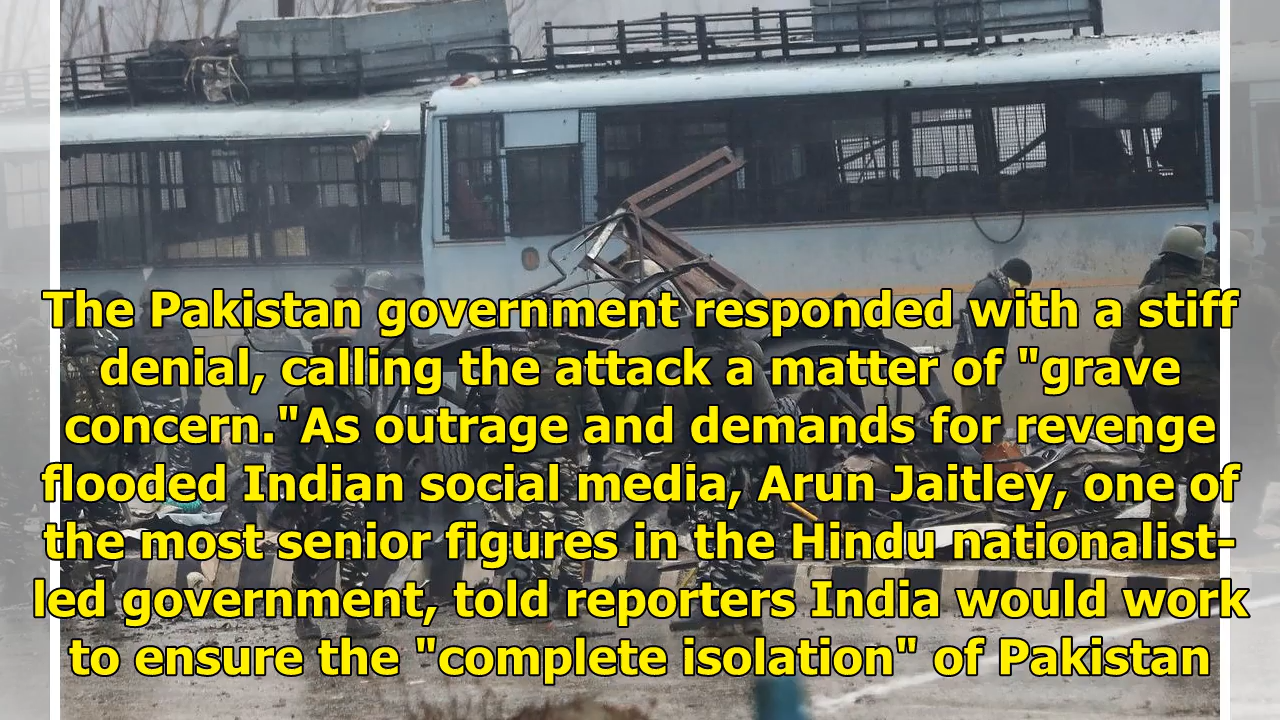 The Pakistan government responded with a stiff
denial, calling the attack a matter of "grave
concern."As outrage and demands for revenge
flooded Indian social media, Arun Jaitley, one of
the most senior figures in the Hindu nationalist-
led government, told reporters India would work
to ensure the "complete isolation" of Pakistan